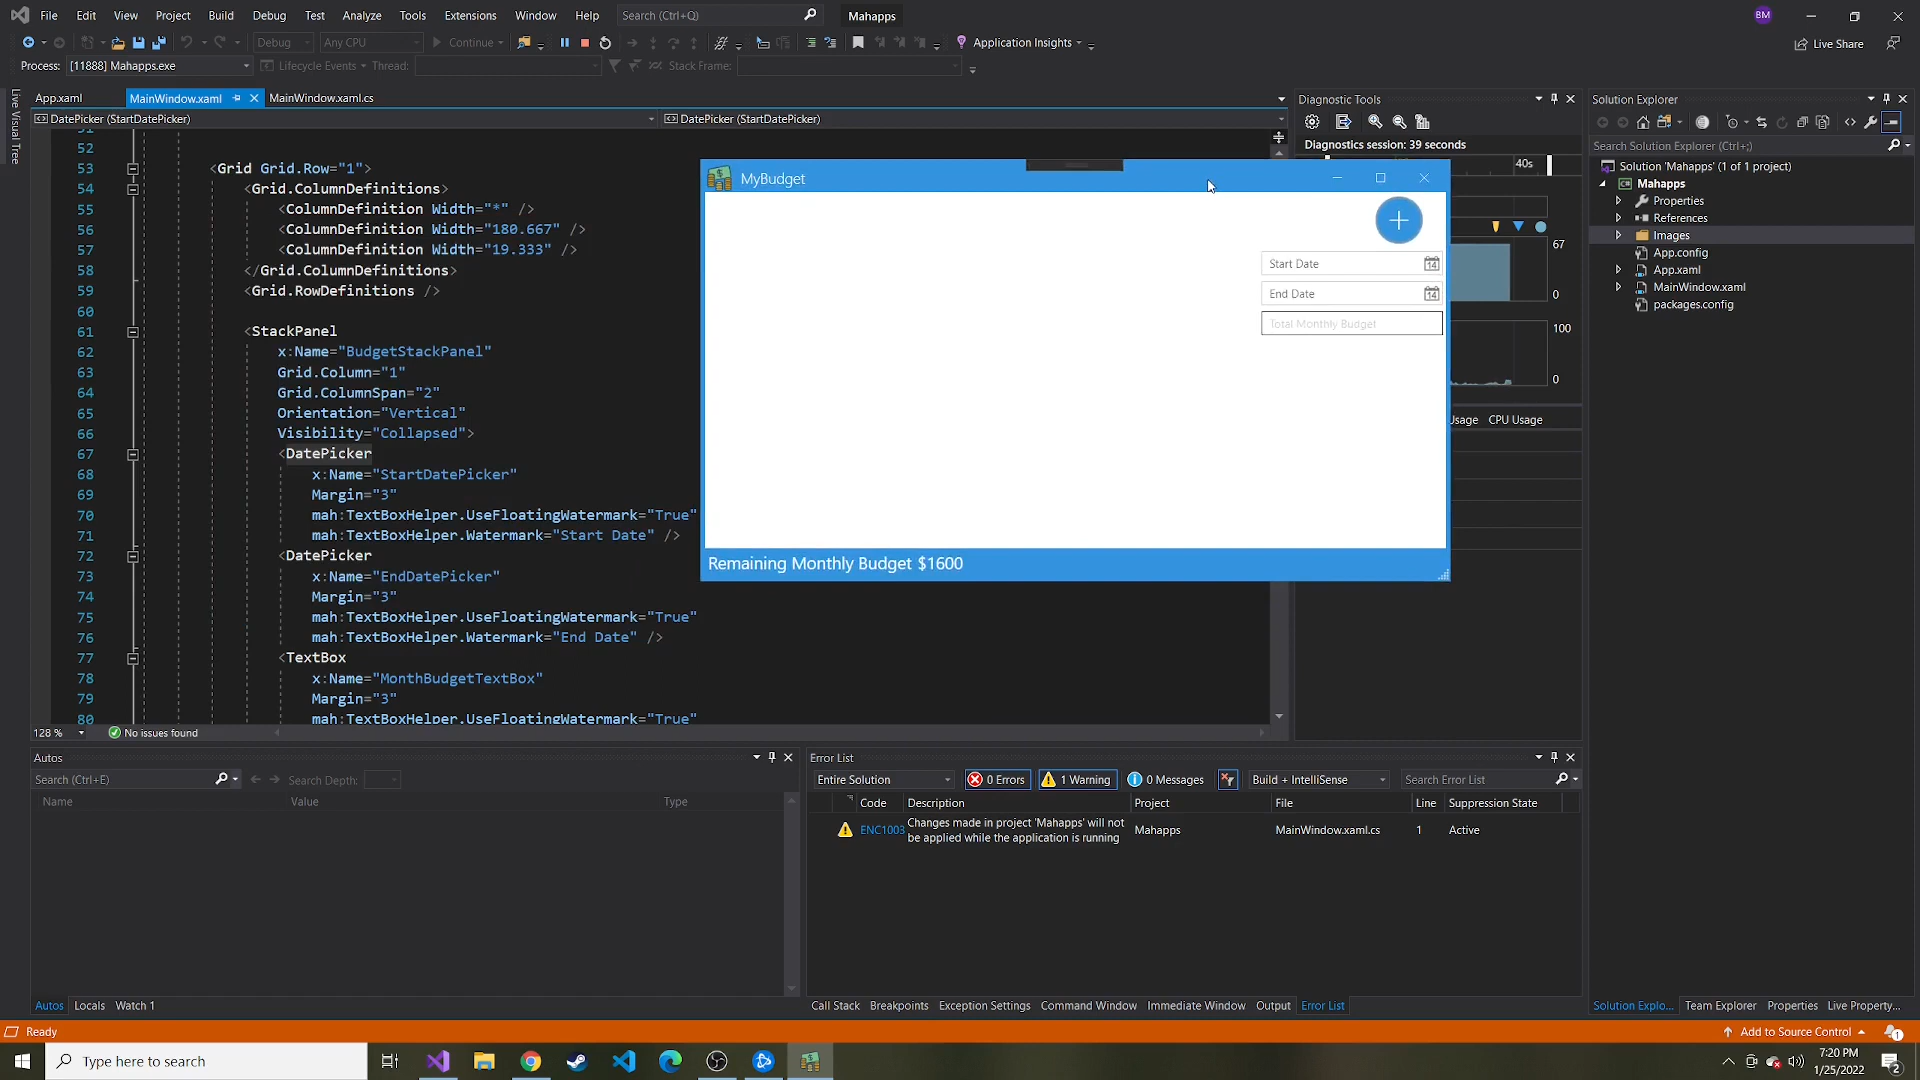 File Edit View Project Build Debug Test Analyze Tools Extensions Window Help Search (Ctrl+Q) Mahapps BM
Debug Any CPU Continue Application Insights Live Share
Process: [11888] Mahapps.exe Lifecycle Events Thread: Stack Frame:
Live Visual Tree
App.xaml MainWindow.xaml MainWindow.xaml.cs
DatePicker (StartDatePicker) DatePicker (StartDatePicker)
52
53 <Grid Grid.Row="1">
54 <Grid.ColumnDefinitions>
55 <ColumnDefinition Width="*" />
56 <ColumnDefinition Width="180.667" />
57 <ColumnDefinition Width="19.333" />
58 </Grid.ColumnDefinitions>
59 <Grid.RowDefinitions />
60
61 <StackPanel
62 x:Name="BudgetStackPanel"
63 Grid.Column="1"
64 Grid.ColumnSpan="2"
65 Orientation="Vertical"
66 Visibility="Collapsed">
67 <DatePicker
68 x:Name="StartDatePicker"
69 Margin="3"
70 mah:TextBoxHelper.UseFloatingWatermark="True"
71 mah:TextBoxHelper.Watermark="Start Date" />
72 <DatePicker
73 x:Name="EndDatePicker"
74 Margin="3"
75 mah:TextBoxHelper.UseFloatingWatermark="True"
76 mah:TextBoxHelper.Watermark="End Date" />
77 <TextBox
78 x:Name="MonthBudgetTextBox"
79 Margin="3"
80 mah:TextBoxHelper.UseFloatingWatermark="True"
128 % No issues found
MyBudget
Start Date 14
End Date 14
Total Monthly Budget
Remaining Monthly Budget $1600
Diagnostic Tools
Diagnostics session: 39 seconds
40s
67
0
100
0
Usage CPU Usage
Solution Explorer
Search Solution Explorer (Ctrl+;)
Solution 'Mahapps' (1 of 1 project)
Mahapps
Properties
References
Images
App.config
App.xaml
MainWindow.xaml
packages.config
Autos
Search (Ctrl+E) Search Depth:
Name Value Type
Autos Locals Watch 1
Error List
Entire Solution 0 Errors 1 Warning 0 Messages Build + IntelliSense Search Error List
Code Description Project File Line Suppression State
ENC1003 Changes made in project 'Mahapps' will not Mahapps MainWindow.xaml.cs 1 Active
be applied while the application is running
Call Stack Breakpoints Exception Settings Command Window Immediate Window Output Error List
Solution Explo... Team Explorer Properties Live Property...
Ready Add to Source Control 1
Type here to search
7:20 PM
1/25/2022
2